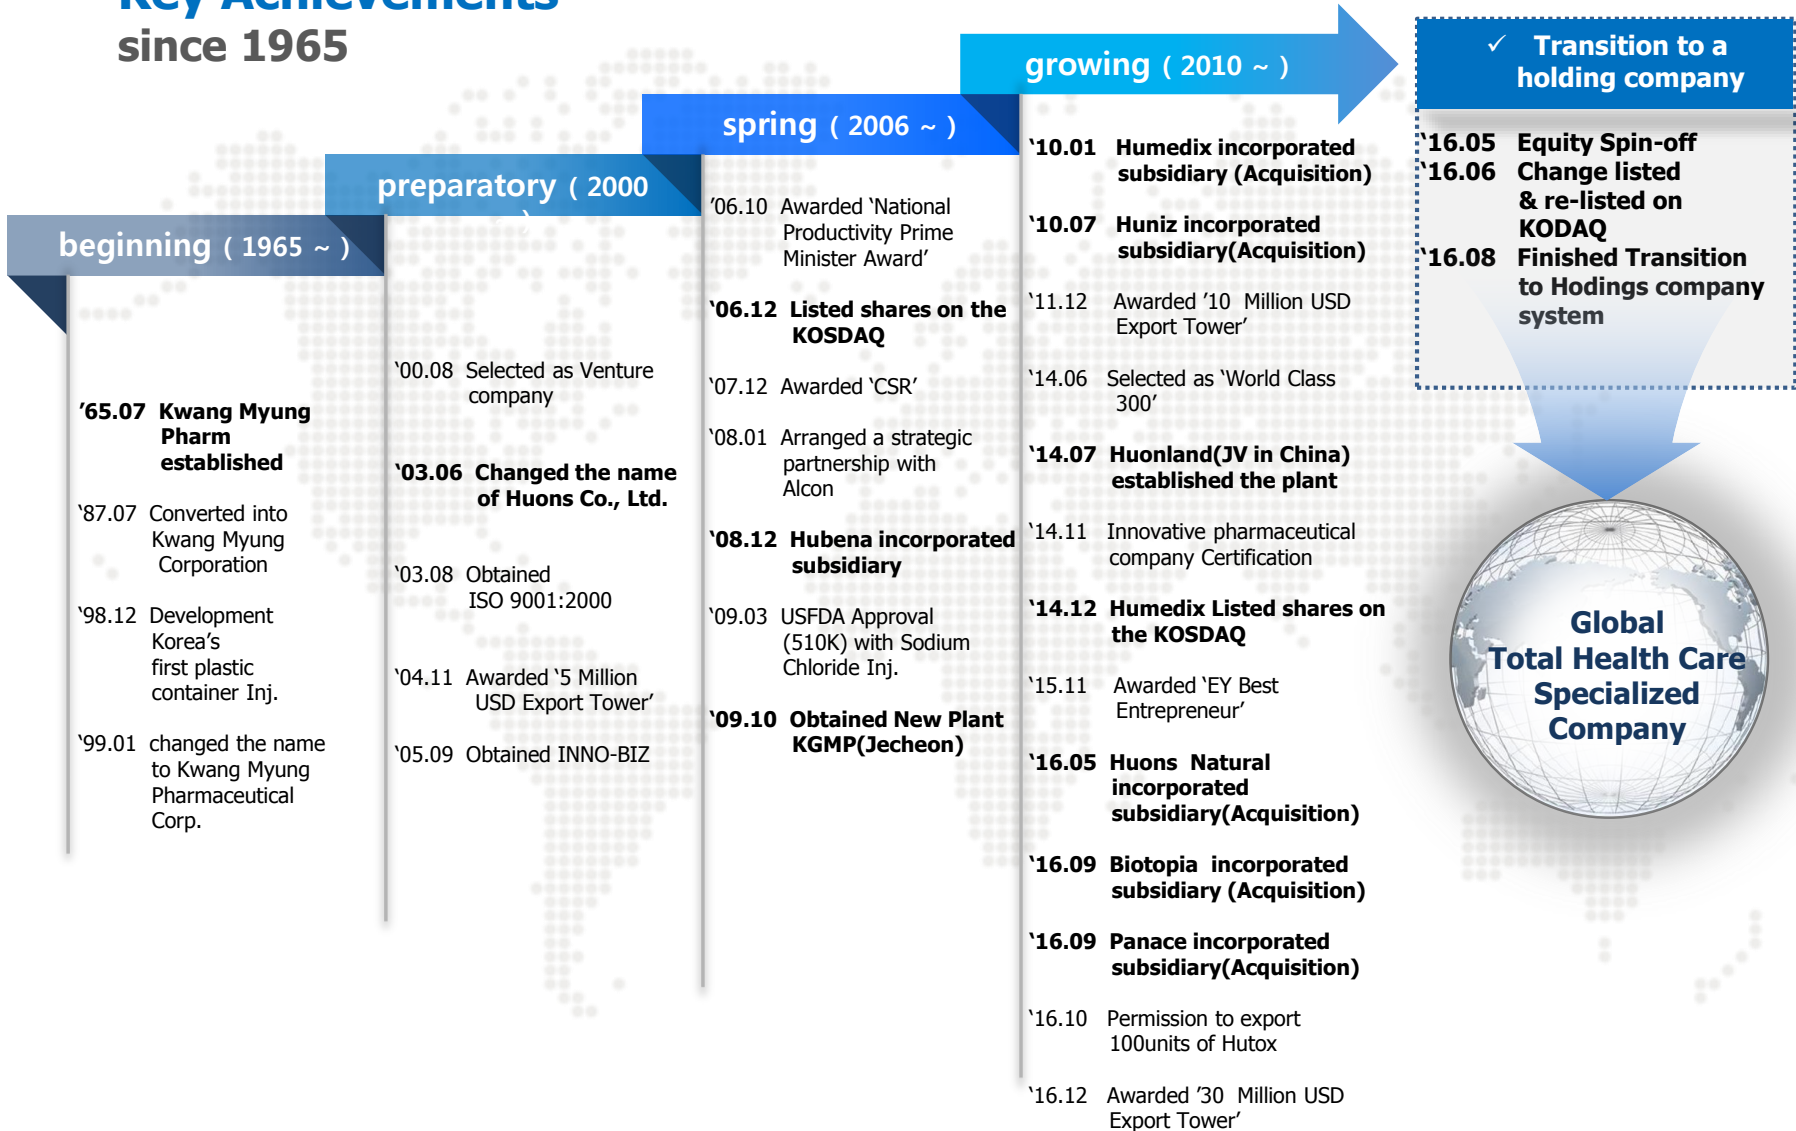 Key Achievements
since 1965
beginning ( 1965 ~ )
'65.07 Kwang Myung
Pharm
established
‘87.07 Converted into
Kwang Myung
Corporation
‘98.12 Development
Korea’s
first plastic
container Inj.
‘99.01 changed the name
to Kwang Myung
Pharmaceutical
Corp.
preparatory ( 2000
~ )
‘00.08 Selected as Venture
company
‘03.06 Changed the name
of Huons Co., Ltd.
‘03.08 Obtained
ISO 9001:2000
‘04.11 Awarded ‘5 Million
USD Export Tower’
‘05.09 Obtained INNO-BIZ
spring ( 2006 ~ )
’06.10 Awarded ‘National
Productivity Prime
Minister Award’
‘06.12 Listed shares on the
KOSDAQ
‘07.12 Awarded ‘CSR’
‘08.01 Arranged a strategic
partnership with
Alcon
‘08.12 Hubena incorporated
subsidiary
‘09.03 USFDA Approval
(510K) with Sodium
Chloride Inj.
‘09.10 Obtained New Plant
KGMP(Jecheon)
growing ( 2010 ~ )
‘10.01 Humedix incorporated
subsidiary (Acquisition)
‘10.07 Huniz incorporated
subsidiary(Acquisition)
‘11.12 Awarded ’10 Million USD
Export Tower’
‘14.06 Selected as ‘World Class
300’
‘14.07 Huonland(JV in China)
established the plant
‘14.11 Innovative pharmaceutical
company Certification
‘14.12 Humedix Listed shares on
the KOSDAQ
‘15.11 Awarded ‘EY Best
Entrepreneur’
‘16.05 Huons Natural
incorporated
subsidiary(Acquisition)
‘16.09 Biotopia incorporated
subsidiary (Acquisition)
‘16.09 Panace incorporated
subsidiary(Acquisition)
‘16.10 Permission to export
100units of Hutox
‘16.12 Awarded ’30 Million USD
Export Tower’
✓ Transition to a
holding company
‘16.05 Equity Spin-off
‘16.06 Change listed
& re-listed on
KODAQ
‘16.08 Finished Transition
to Hodings company
system
Global
Total Health Care
Specialized
Company